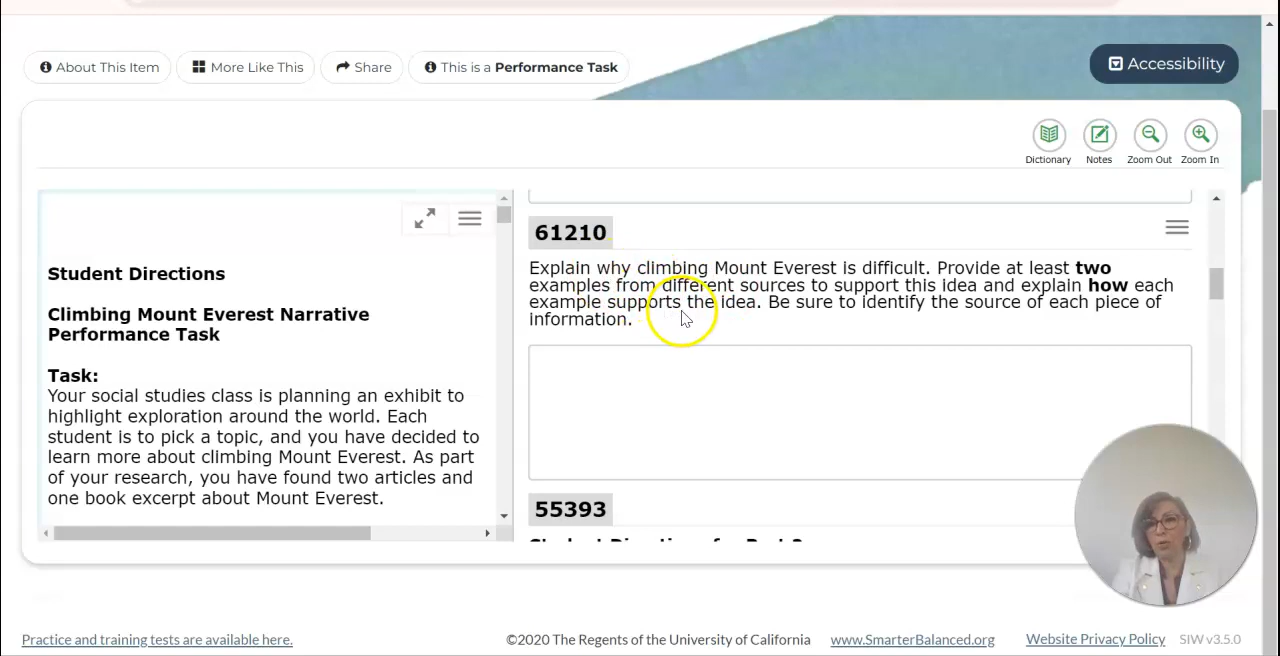 About This Item
More Like This
Share
This is a Performance Task
Accessibility
Dictionary
Notes
Zoom Out
Zoom In
Student Directions
Climbing Mount Everest Narrative
Performance Task
Task:
Your social studies class is planning an exhibit to
highlight exploration around the world. Each
student is to pick a topic, and you have decided to
learn more about climbing Mount Everest. As part
of your research, you have found two articles and
one book excerpt about Mount Everest.
61210
Explain why climbing Mount Everest is difficult. Provide at least two
examples from different sources to support this idea and explain how each
example supports the idea. Be sure to identify the source of each piece of
information.
55393
Practice and training tests are available here.
©2020 The Regents of the University of California
www.SmarterBalanced.org
Website Privacy Policy
SIW v3.5.0